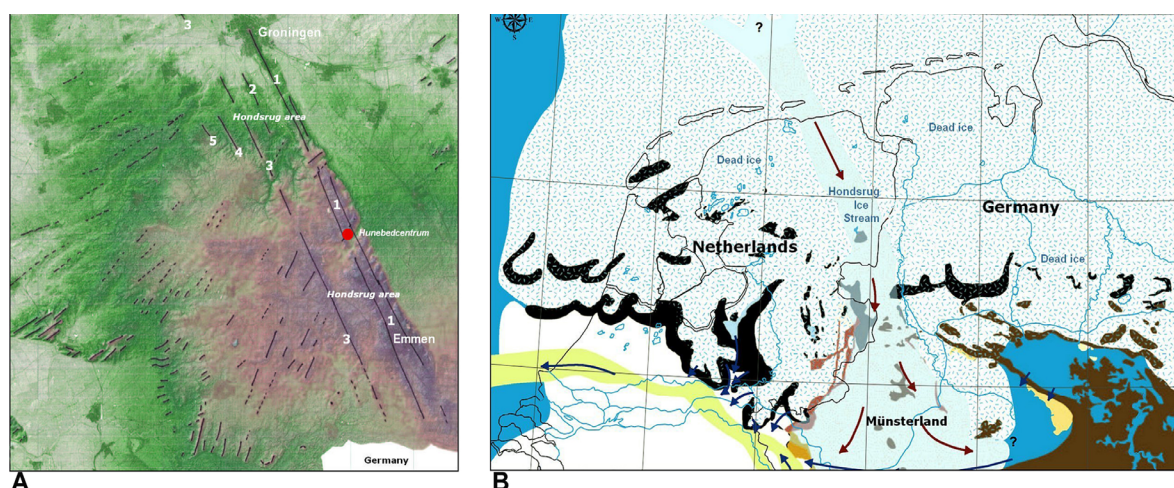 3
Groningen
1
2
Hondsrug area
5
4
3
1
Hunebedcentrum
Hondsrug area
1
3
Emmen
Germany
A
N
W
S
?
Dead ice
Dead ice
Hondsrug
Ice
Stream
Germany
Netherlands
Dead ice
Münsterland
?
B